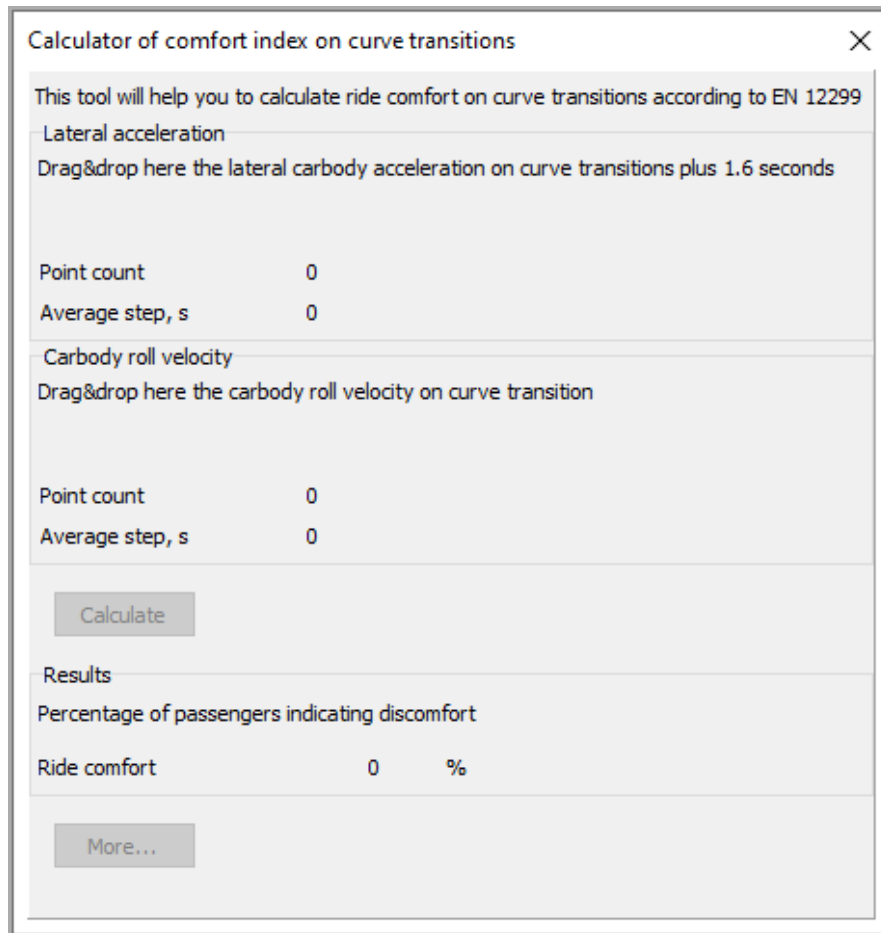 Calculator of comfort index on curve transitions
This tool will help you to calculate ride comfort on curve transitions according to EN 12299
Lateral acceleration
Drag&drop here the lateral carbody acceleration on curve transitions plus 1.6 seconds
Point count 0
Average step, s 0
Carbody roll velocity
Drag&drop here the carbody roll velocity on curve transition
Point count 0
Average step, s 0
Calculate
Results
Percentage of passengers indicating discomfort
Ride comfort 0 %
More...